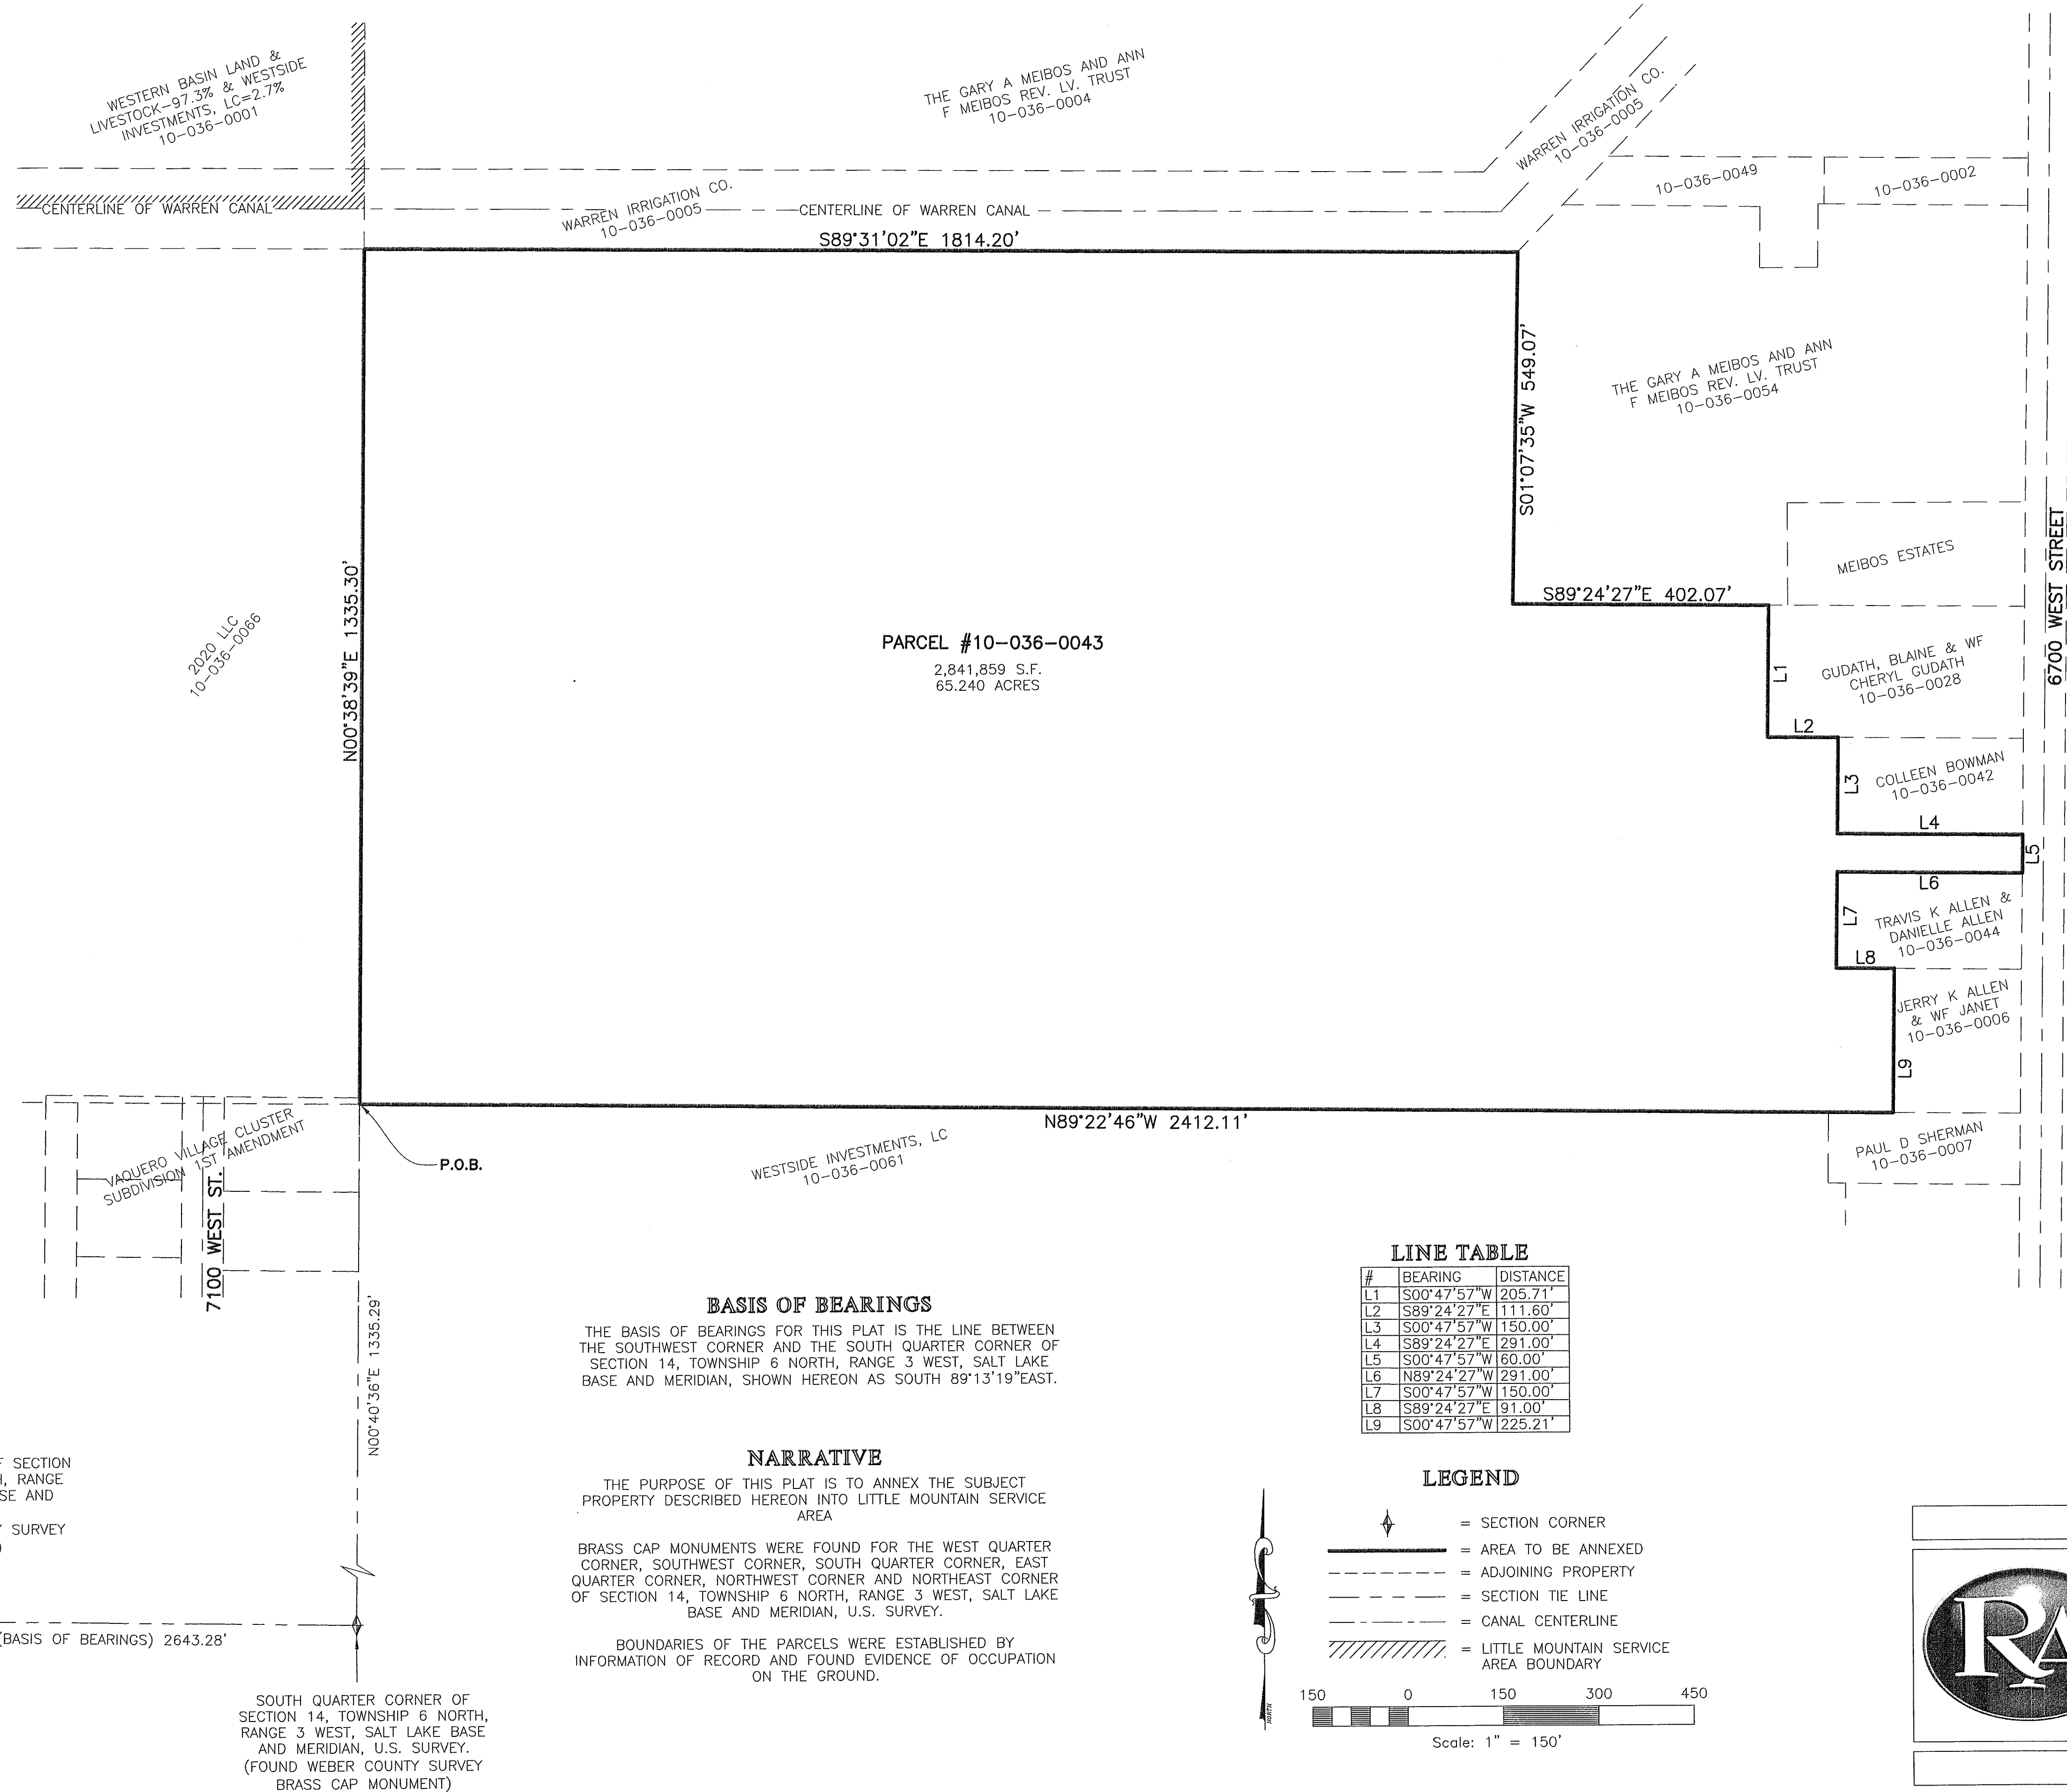 WESTERN BASIN LAND &
LIVESTOCK-97.3% & WESTSIDE
INVESTMENTS, LC=2.7%
10-036-0001
THE GARY A MEIBOS AND ANN
F MEIBOS REV. LV. TRUST
10-036-0004
WARREN IRRIGATION CO.
10-036-0005
10-036-0049
10-036-0002
CENTERLINE OF WARREN CANAL
WARREN IRRIGATION CO.
10-036-0005
CENTERLINE OF WARREN CANAL
S89°31'02"E 1814.20'
S01°07'35"W 549.07'
THE GARY A MEIBOS AND ANN
F MEIBOS REV. LV. TRUST
10-036-0054
6700 WEST STREET
MEIBOS ESTATES
S89°24'27"E 402.07'
N00°38'39"E 1335.30'
2020 LLC
10-036-0066
PARCEL #10-036-0043
2,841,859 S.F.
65.240 ACRES
L1
GUDATH, BLAINE & WF
CHERYL GUDATH
10-036-0028
L2
L3
COLLEEN BOWMAN
10-036-0042
L4
L5
L6
L7
TRAVIS K ALLEN &
DANIELLE ALLEN
10-036-0044
L8
JERRY K ALLEN
& WF JANET
10-036-0006
L9
N89°22'46"W 2412.11'
VAQUERO VILLAGE CLUSTER
SUBDIVISION 1ST AMENDMENT
7100 WEST ST.
P.O.B.
WESTSIDE INVESTMENTS, LC
10-036-0061
PAUL D SHERMAN
10-036-0007
N00°40'36"E 1335.29'
BASIS OF BEARINGS
THE BASIS OF BEARINGS FOR THIS PLAT IS THE LINE BETWEEN
THE SOUTHWEST CORNER AND THE SOUTH QUARTER CORNER OF
SECTION 14, TOWNSHIP 6 NORTH, RANGE 3 WEST, SALT LAKE
BASE AND MERIDIAN, SHOWN HEREON AS SOUTH 89°13'19"EAST.
NARRATIVE
THE PURPOSE OF THIS PLAT IS TO ANNEX THE SUBJECT
PROPERTY DESCRIBED HEREON INTO LITTLE MOUNTAIN SERVICE
AREA
BRASS CAP MONUMENTS WERE FOUND FOR THE WEST QUARTER
CORNER, SOUTHWEST CORNER, SOUTH QUARTER CORNER, EAST
QUARTER CORNER, NORTHWEST CORNER AND NORTHEAST CORNER
OF SECTION 14, TOWNSHIP 6 NORTH, RANGE 3 WEST, SALT LAKE
BASE AND MERIDIAN, U.S. SURVEY.
BOUNDARIES OF THE PARCELS WERE ESTABLISHED BY
INFORMATION OF RECORD AND FOUND EVIDENCE OF OCCUPATION
ON THE GROUND.
LINE TABLE
# BEARING DISTANCE
L1 S00°47'57"W 205.71'
L2 S89°24'27"E 111.60'
L3 S00°47'57"W 150.00'
L4 S89°24'27"E 291.00'
L5 S00°47'57"W 60.00'
L6 N89°24'27"W 291.00'
L7 S00°47'57"W 150.00'
L8 S89°24'27"E 91.00'
L9 S00°47'57"W 225.21'
LEGEND
= SECTION CORNER
= AREA TO BE ANNEXED
= ADJOINING PROPERTY
= SECTION TIE LINE
= CANAL CENTERLINE
= LITTLE MOUNTAIN SERVICE
AREA BOUNDARY
150 0 150 300 450
Scale: 1" = 150'
NORTH
SECTION
, RANGE
SE AND
SURVEY
(BASIS OF BEARINGS) 2643.28'
SOUTH QUARTER CORNER OF
SECTION 14, TOWNSHIP 6 NORTH,
RANGE 3 WEST, SALT LAKE BASE
AND MERIDIAN, U.S. SURVEY.
(FOUND WEBER COUNTY SURVEY
BRASS CAP MONUMENT)